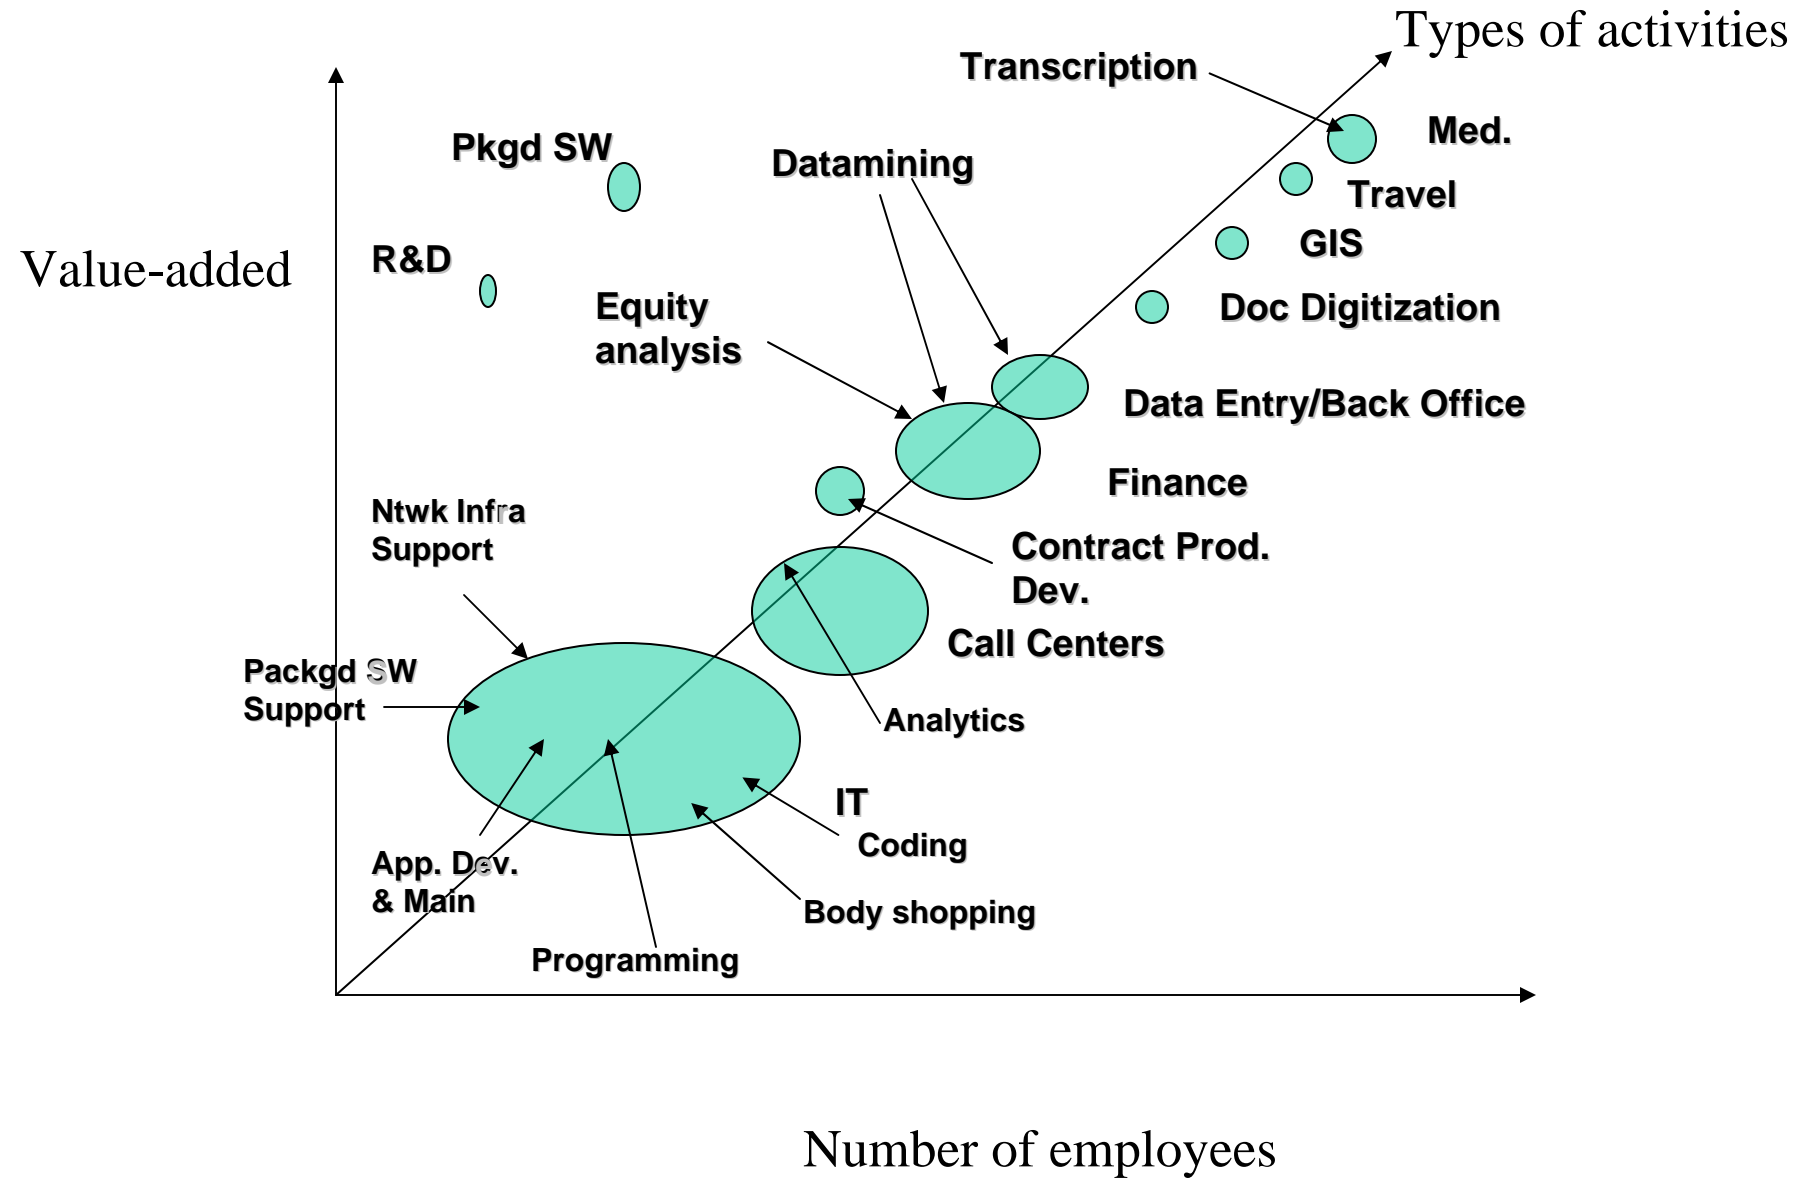 Types of activities
Transcription
Med.
Pkgd SW
Datamining
Travel
Value-added
R&D
GIS
Equity
analysis
Doc Digitization
Data Entry/Back Office
Finance
Ntwk Infra
Support
Contract Prod.
Dev.
Call Centers
Packgd SW
Support
Analytics
IT
Coding
App. Dev.
& Main
Body shopping
Programming
Number of employees